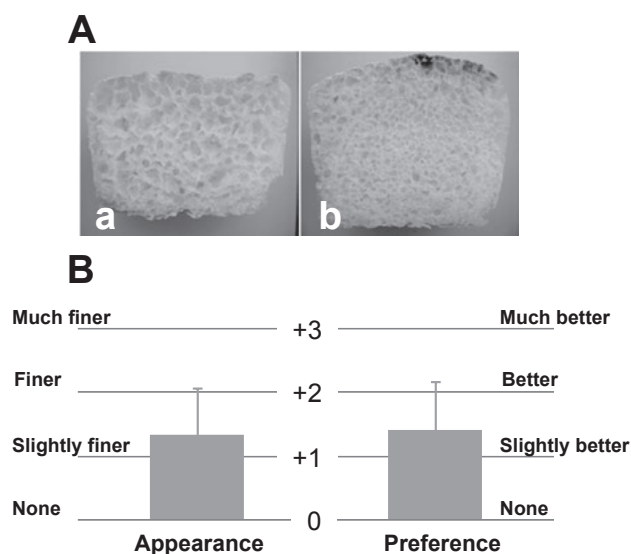 A
a
b
B
Much finer
+3
Much better
Finer
+2
Better
Slightly finer
+1
Slightly better
None
0
None
Appearance
Preference